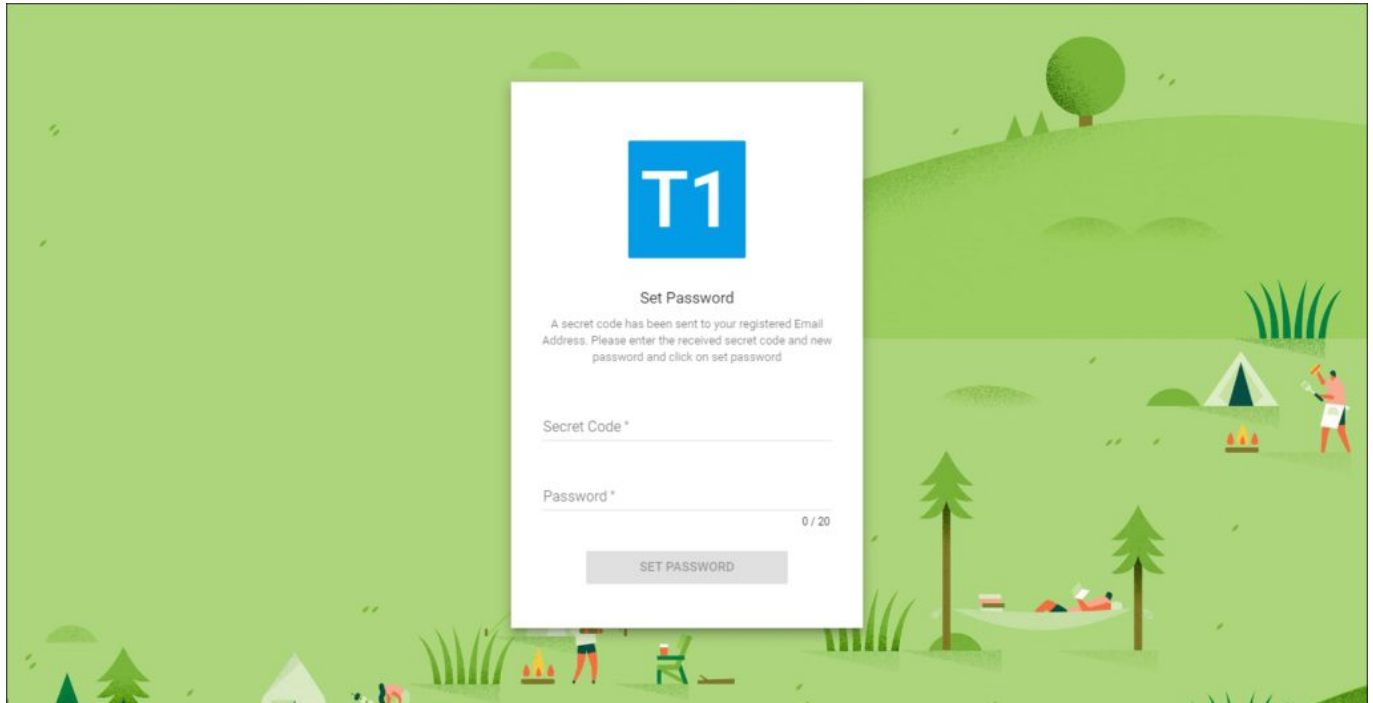 T1
Set Password
A secret code has been sent to your registered Email
Address. Please enter the received secret code and new
password and click on set password
Secret Code *
Password *
0 / 20
SET PASSWORD